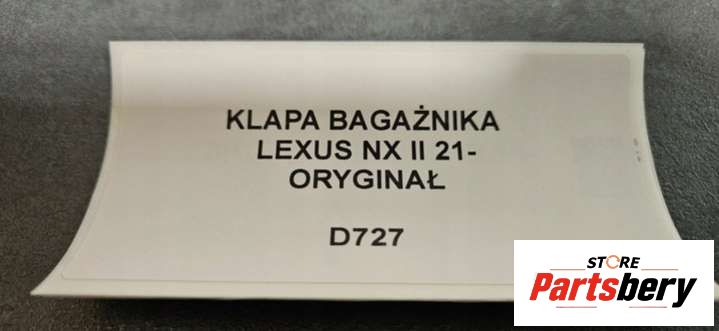 KLAPA BAGAŻNIKA
LEXUS NX II 21-
ORYGINAŁ
D727
STORE
Partsbery